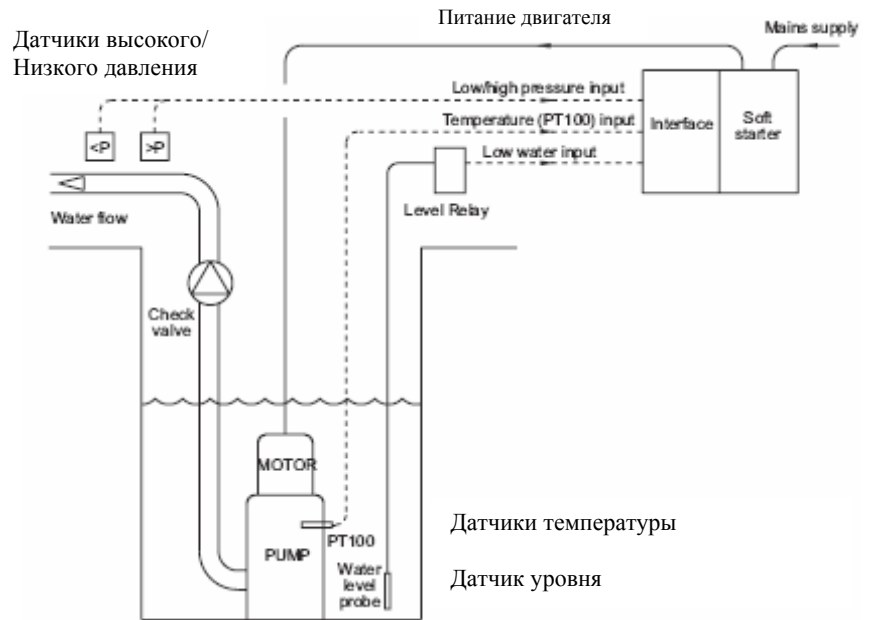 Питание двигателя
Mains supply
Датчики высокого/
Низкого давления
Low/high pressure input
Temperature (PT100) input
Interface
Soft
starter
<P
>P
Low water input
Level Relay
Water flow
Check
valve
MOTOR
PT100
PUMP
Water
level
probe
Датчики температуры
Датчик уровня